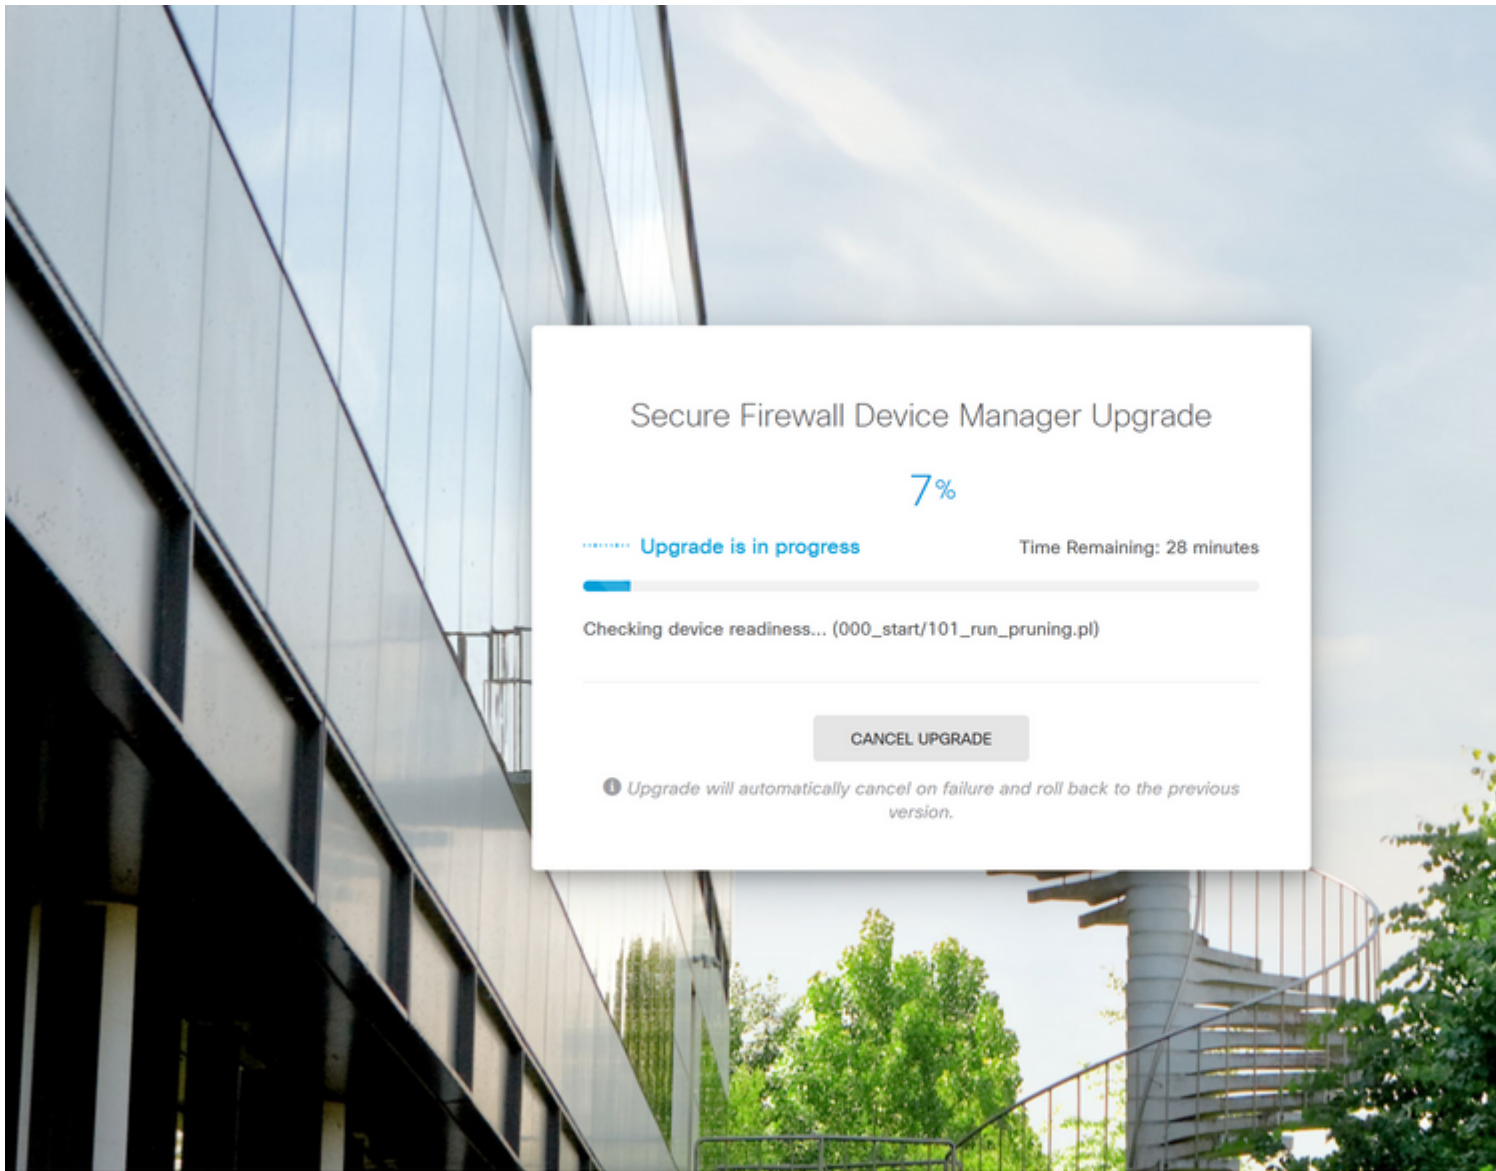 Secure Firewall Device Manager Upgrade
7%
Upgrade is in progress
Time Remaining: 28 minutes
Checking device readiness... (000_start/101_run_pruning.pl)
CANCEL UPGRADE
Upgrade will automatically cancel on failure and roll back to the previous
version.